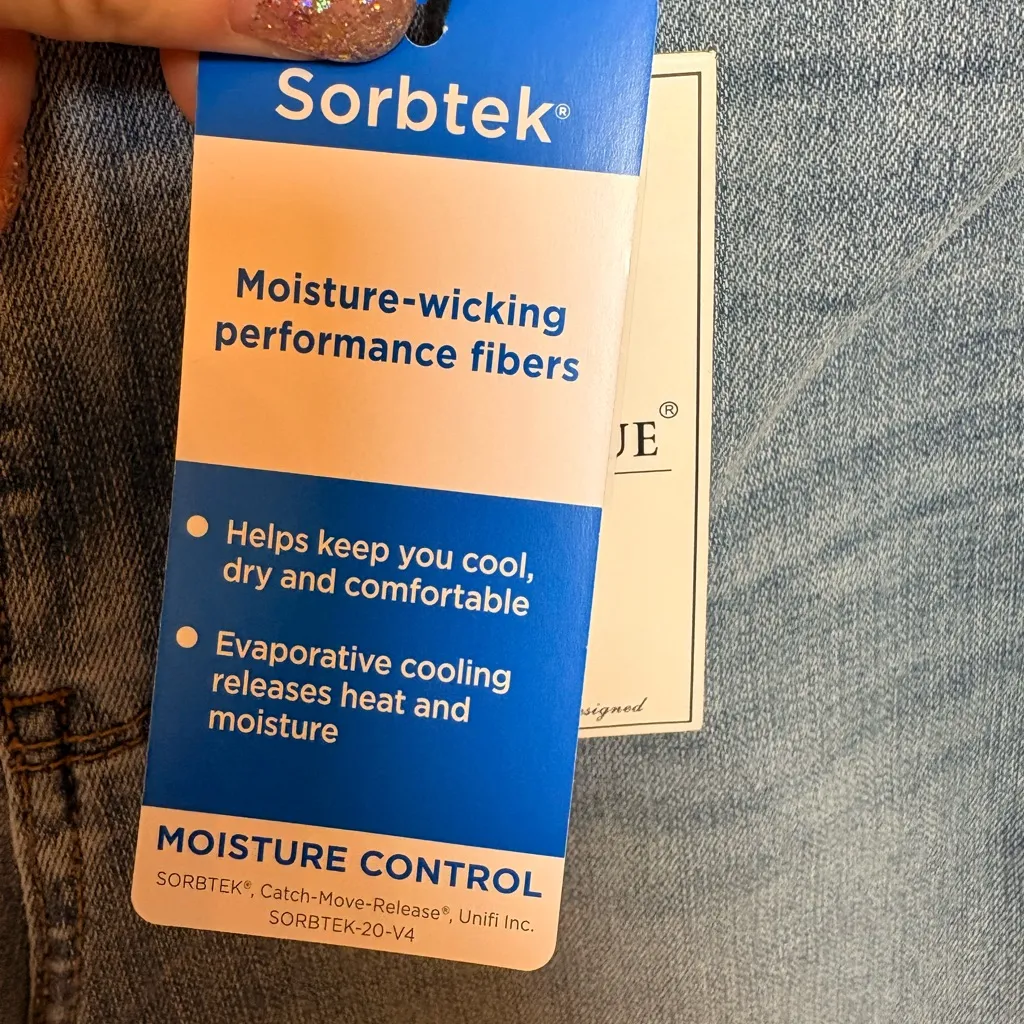 Sorbtek®
Moisture-wicking
performance fibers
Helps keep you cool,
dry and comfortable
Evaporative cooling
releases heat and
moisture
MOISTURE CONTROL
SORBTEK®, Catch-Move-Release®, Unifi Inc.
SORBTEK-20-V4
UE®
signed